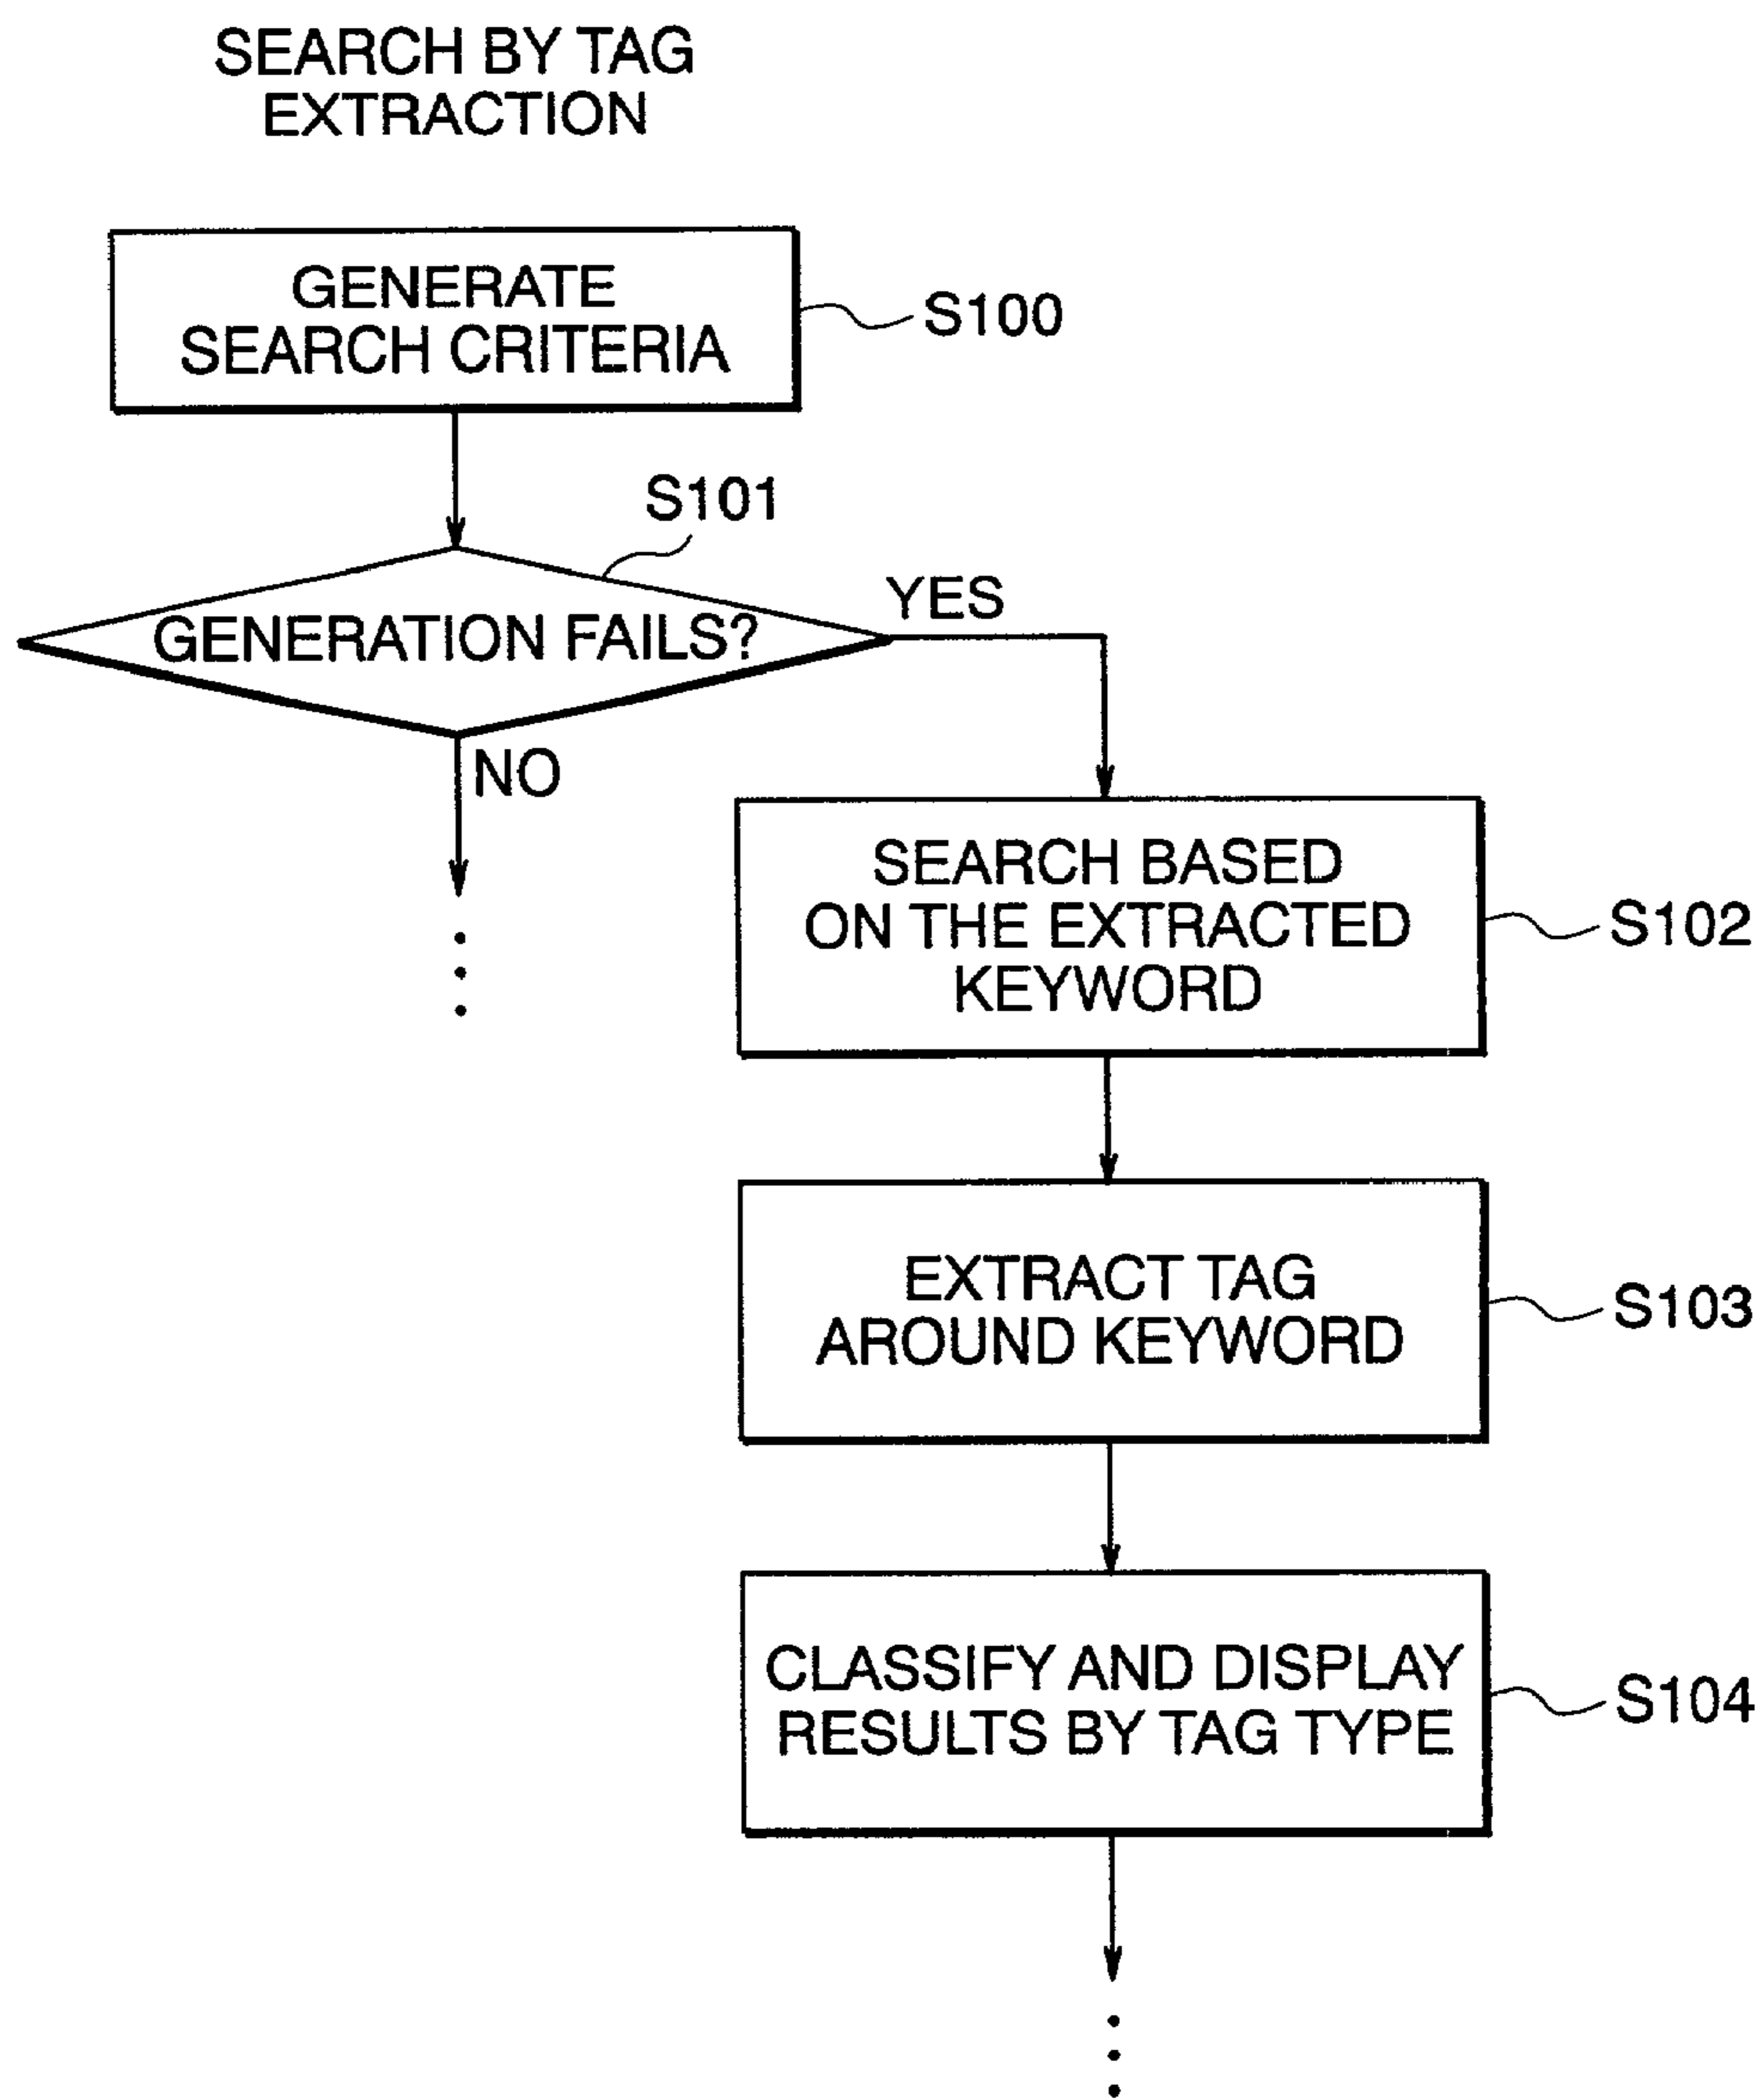 SEARCH BY TAG
EXTRACTION
GENERATE
SEARCH CRITERIA
S100
S101
GENERATION FAILS?
YES
NO
SEARCH BASED
ON THE EXTRACTED
KEYWORD
S102
EXTRACT TAG
AROUND KEYWORD
S103
CLASSIFY AND DISPLAY
RESULTS BY TAG TYPE
S104